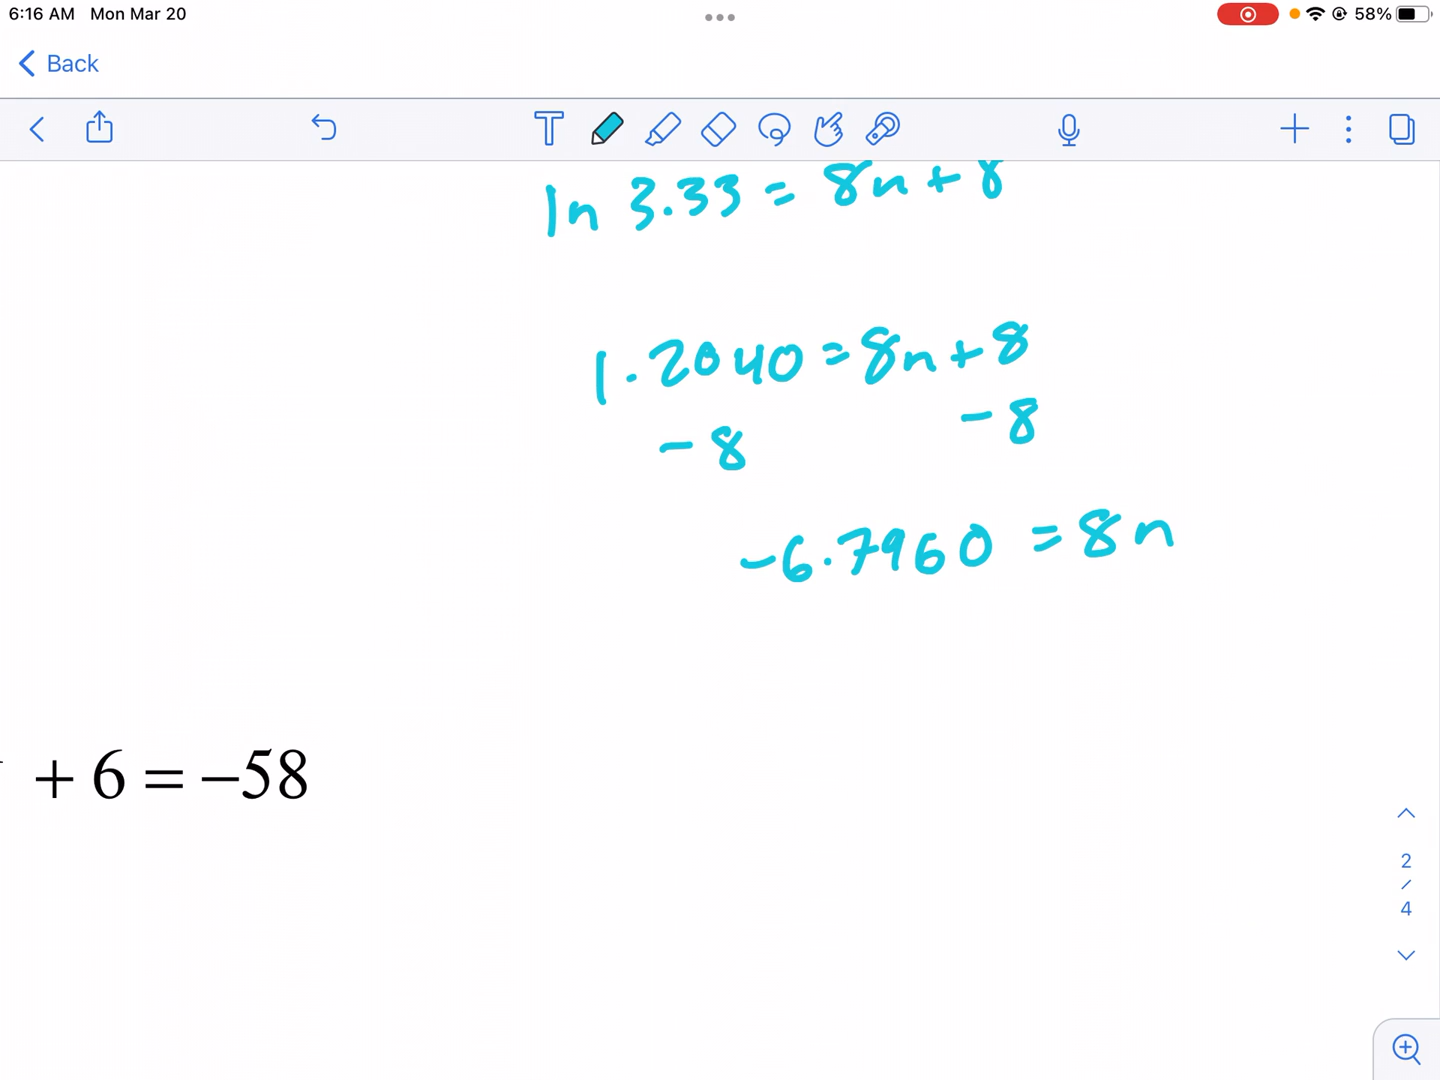 6:16 AM Mon Mar 20
58%
Back
T
ln 3.33 = 8n + 8
1.2040 = 8n + 8
- 8 - 8
-6.7960 = 8n
+ 6 = −58
2
/
4